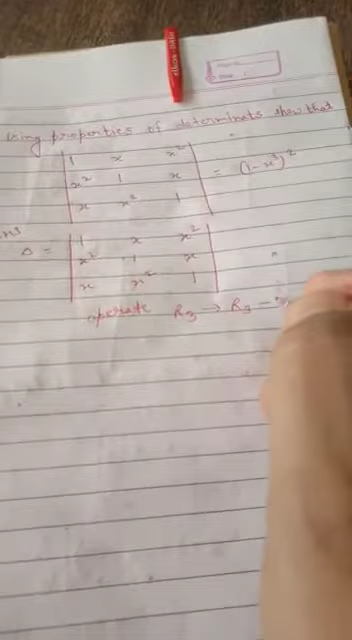 using properties of determinats show that
| 1 x x² |
| x² 1 x | = (1-x³)²
| x x² 1 |
Δ = | 1 x x² |
| x² 1 x |
| x x² 1 |
operate R₃ → R₃ -